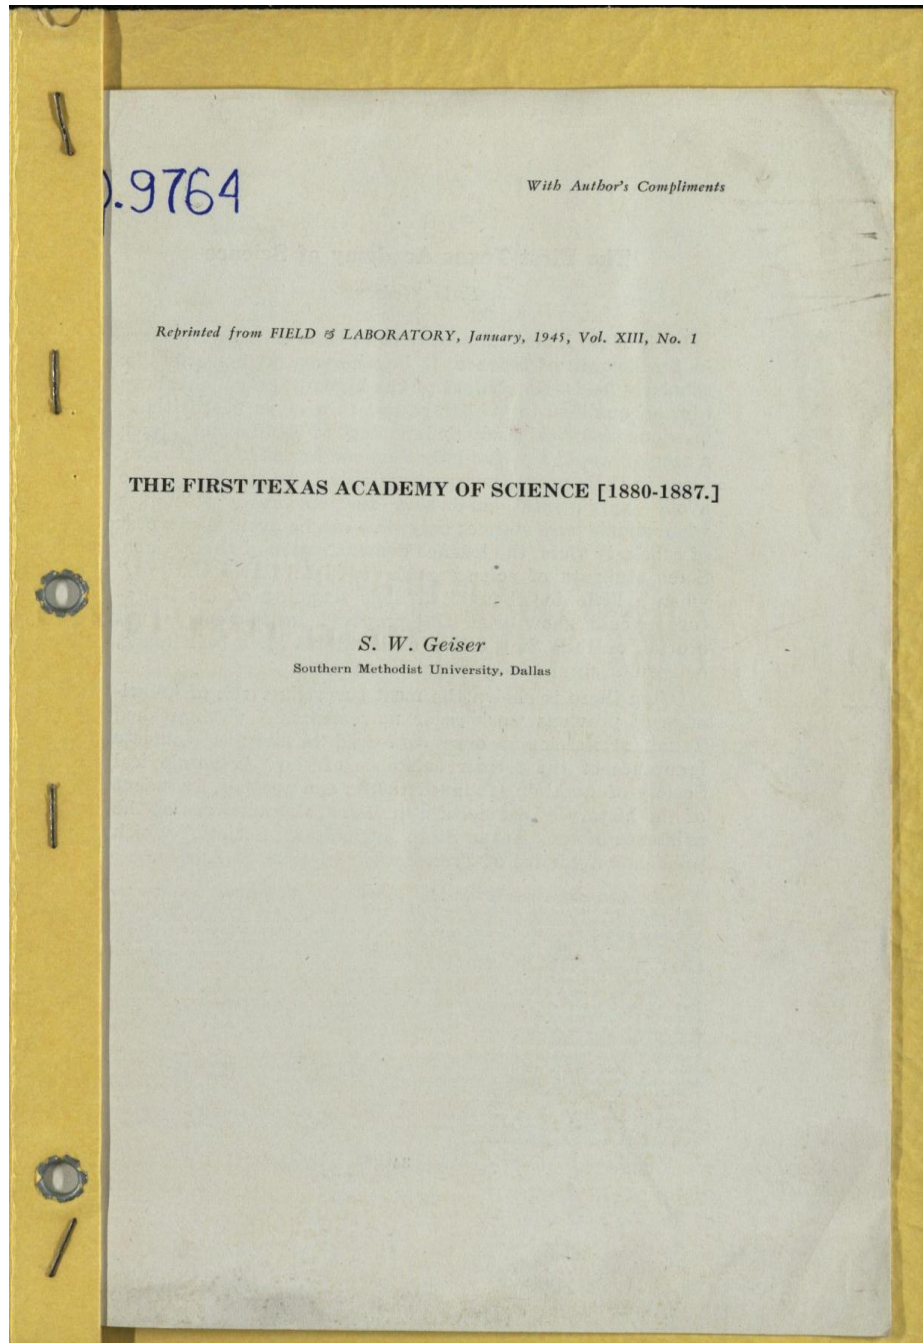 .9764
With Author's Compliments
Reprinted from FIELD & LABORATORY, January, 1945, Vol. XIII, No. 1
THE FIRST TEXAS ACADEMY OF SCIENCE [1880-1887.]
S. W. Geiser
Southern Methodist University, Dallas